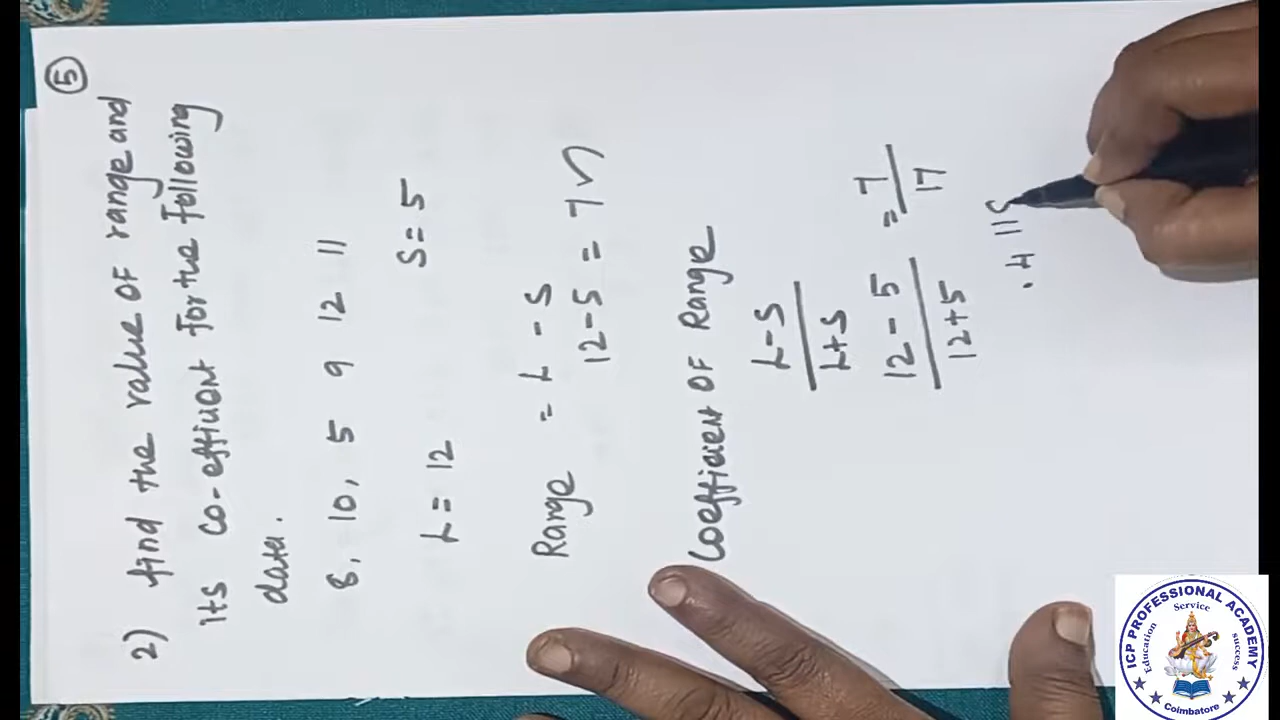 5
2) find the value of range and
its co-efficient for the following
data.
8, 10, 5 9 12 11
L = 12 S = 5
Range = L - S
12 - 5 = 7
Coefficient OF Range
L - S
L + S
12 - 5 = 7
12 + 5 17
. 4 11
ICP PROFESSIONAL ACADEMY
Service
Education
success
Coimbatore